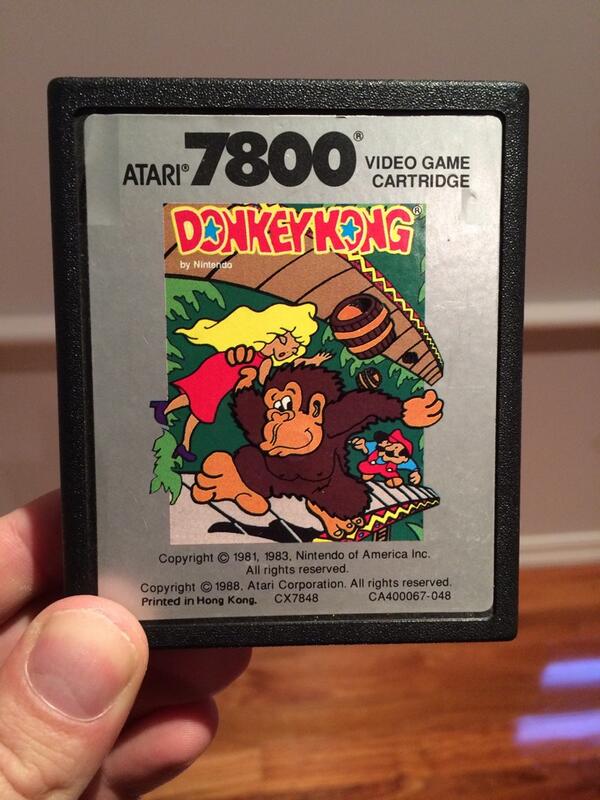 ATARI® 7800® VIDEO GAME
CARTRIDGE
DONKEY KONG®
by Nintendo
Copyright © 1981, 1983, Nintendo of America Inc.
All rights reserved.
Copyright © 1988, Atari Corporation. All rights reserved.
Printed in Hong Kong. CX7848 CA400067-048